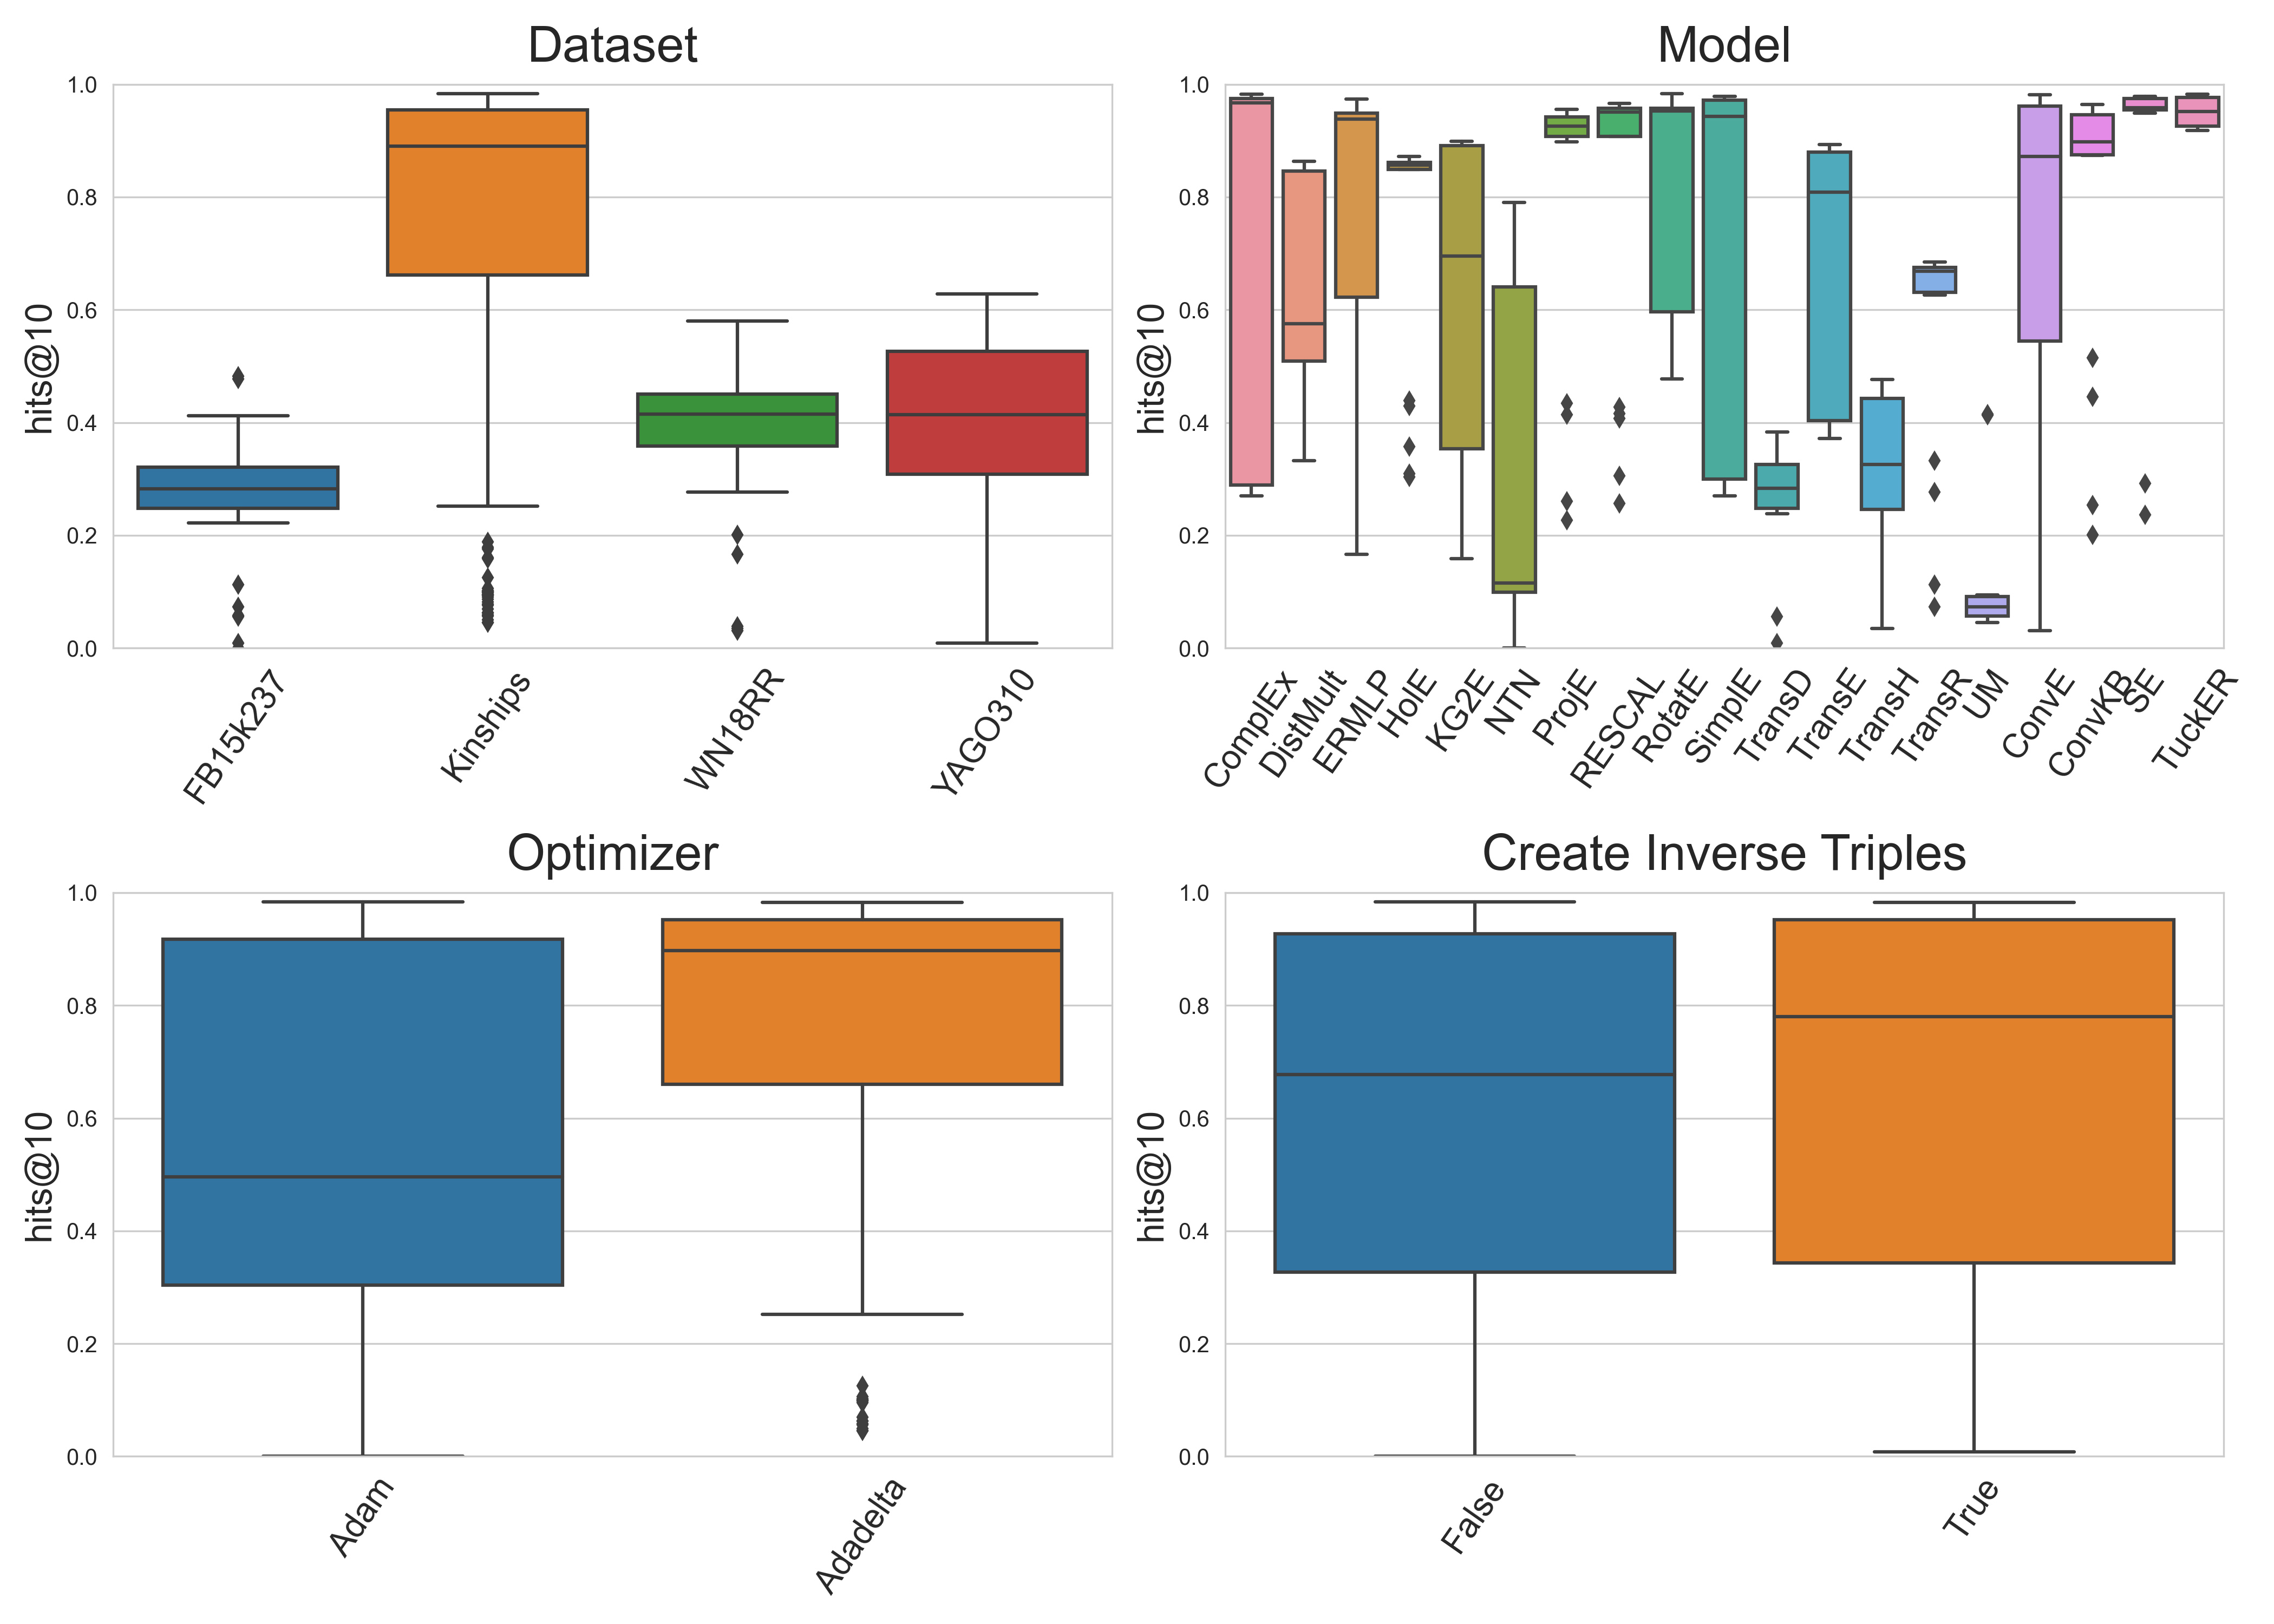 Dataset
hits@10
1.0
0.8
0.6
0.4
0.2
0.0
FB15k237
Kinships
WN18RR
YAGO310
Model
hits@10
1.0
0.8
0.6
0.4
0.2
0.0
ComplEx
DistMult
ERMLP
HolE
KG2E
NTN
ProjE
RESCAL
RotatE
SimplE
TransD
TransE
TransH
TransR
UM
ConvE
ConvKB
SE
TuckER
Optimizer
hits@10
1.0
0.8
0.6
0.4
0.2
0.0
Adam
Adadelta
Create Inverse Triples
hits@10
1.0
0.8
0.6
0.4
0.2
0.0
False
True